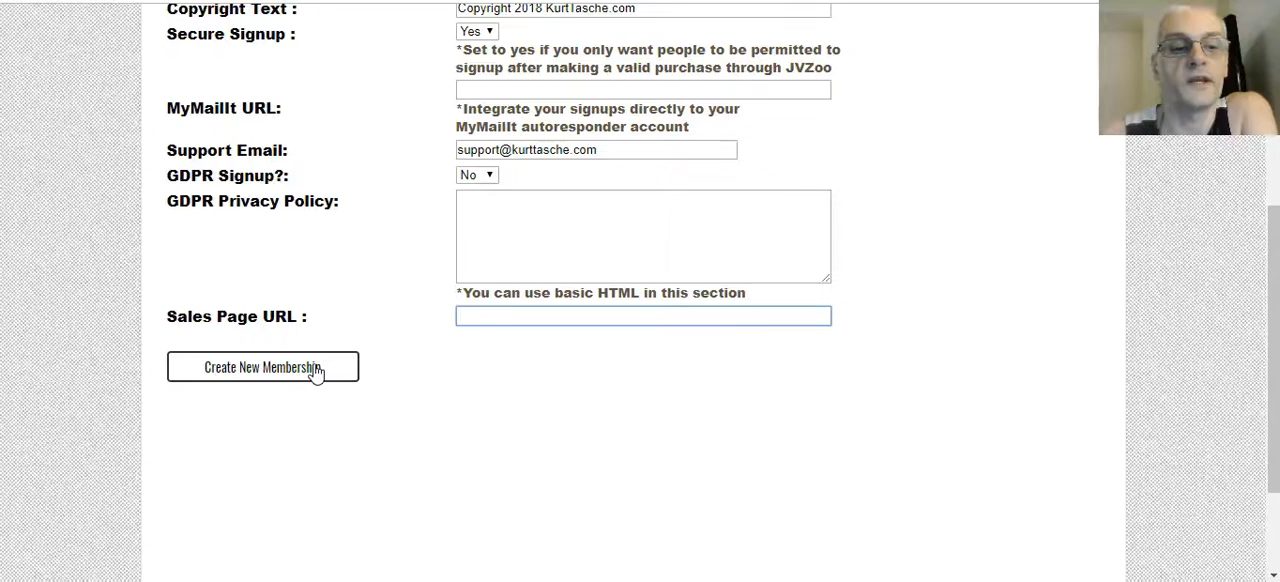 Copyright Text :
Copyright 2018 KurtTasche.com
Secure Signup :
Yes
*Set to yes if you only want people to be permitted to
signup after making a valid purchase through JVZoo
MyMailIt URL:
*Integrate your signups directly to your
MyMailIt autoresponder account
Support Email:
support@kurttasche.com
GDPR Signup?:
No
GDPR Privacy Policy:
*You can use basic HTML in this section
Sales Page URL :
Create New Membership